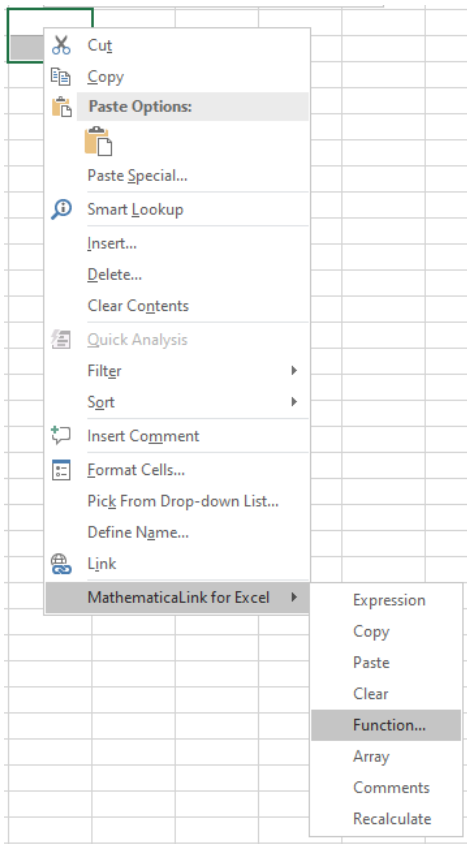 Cut
Copy
Paste Options:
Paste Special...
Smart Lookup
Insert...
Delete...
Clear Contents
Quick Analysis
Filter
Sort
Insert Comment
Format Cells...
Pick From Drop-down List...
Define Name...
Link
MathematicaLink for Excel
Expression
Copy
Paste
Clear
Function...
Array
Comments
Recalculate